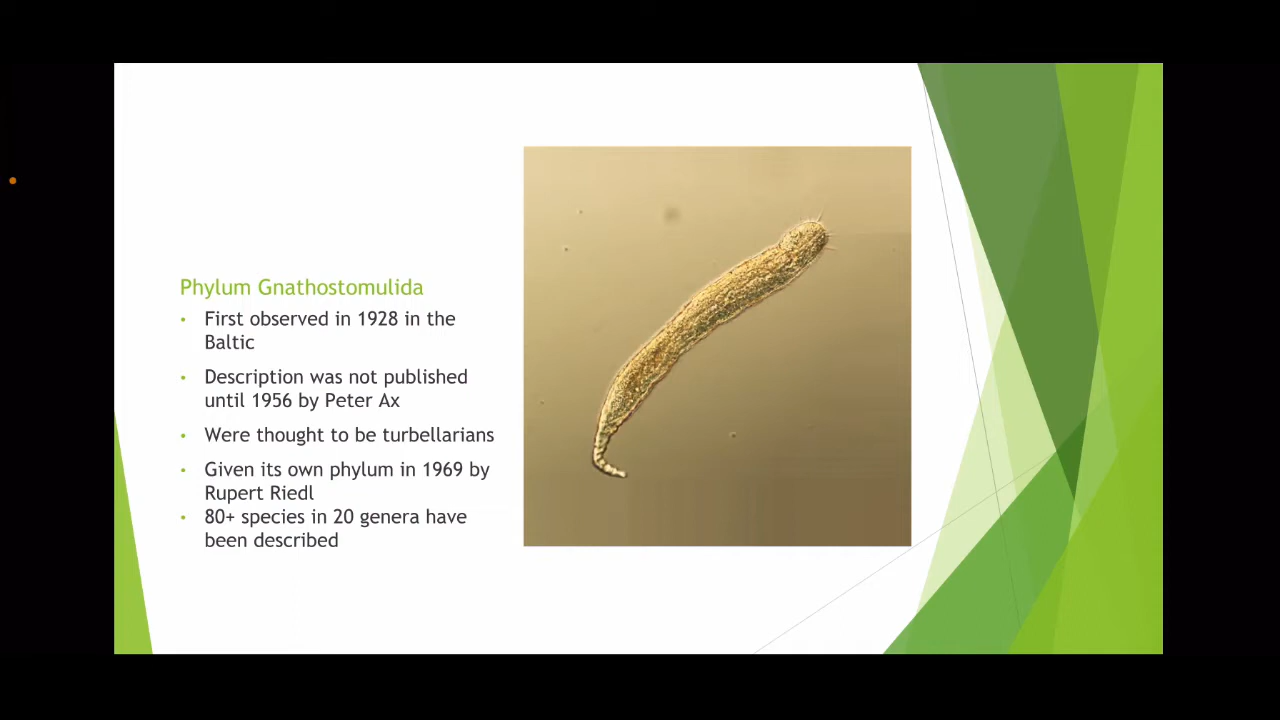 Phylum Gnathostomulida
• First observed in 1928 in the
Baltic
• Description was not published
until 1956 by Peter Ax
• Were thought to be turbellarians
• Given its own phylum in 1969 by
Rupert Riedl
• 80+ species in 20 genera have
been described